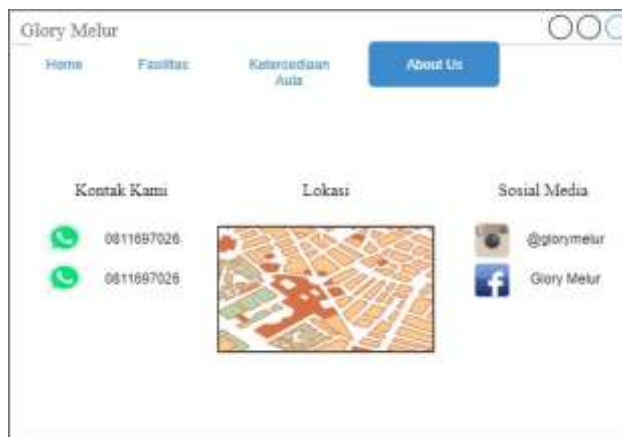 Glory Melur
Home
Fasilitas
Ketersediaan
Aula
About Us
Kontak Kami
Lokasi
Sosial Media
0811697026
@glorymelur
0811697026
Glory Melur